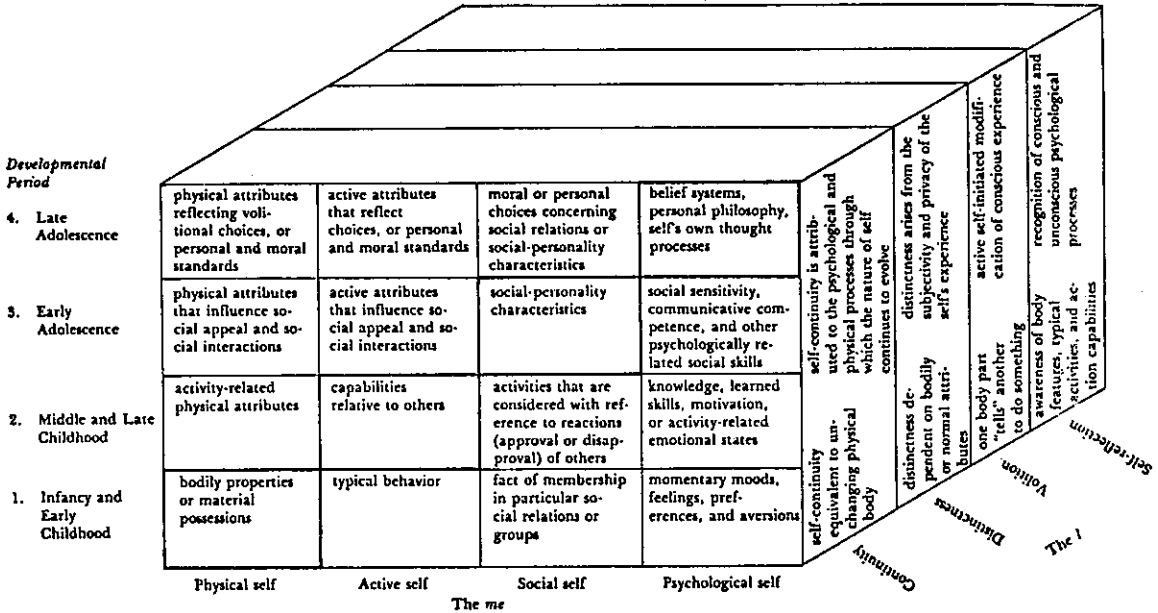 Developmental
Period
4. Late
Adolescence
physical attributes
reflecting voli-
tional choices, or
personal and moral
standards
active attributes
that reflect
choices, or personal
and moral standards
moral or personal
choices concerning
social relations or
social-personality
characteristics
belief systems,
personal philosophy,
self's own thought
processes
3. Early
Adolescence
physical attributes
that influence so-
cial appeal and so-
cial interactions
active attributes
that influence so-
cial appeal and so-
cial interactions
social-personality
characteristics
social sensitivity,
communicative com-
petence, and other
psychologically re-
lated social skills
2. Middle and Late
Childhood
activity-related
physical attributes
capabilities
relative to others
activities that are
considered with ref-
erence to reactions
(approval or disap-
proval) of others
knowledge, learned
skills, motivation,
or activity-related
emotional states
1. Infancy and
Early
Childhood
bodily properties
or material
possessions
typical behavior
fact of membership
in particular so-
cial relations or
groups
momentary moods,
feelings, pref-
erences, and aversions
Physical self
Active self
Social self
Psychological self
The me
self-continuity is attrib-
uted to the psychological and
physical processes through
which the nature of self
continues to evolve
self-continuity
equivalent to un-
changing physical
body
distinctness arises from the
subjectivity and privacy of the
self's experience
distinctness de-
pendent on bodily
or normal attri-
butes
active self-initiated modifi-
cation of conscious experience
one body part
"tells" another
to do something
recognition of conscious and
unconscious psychological
processes
awareness of body
features, typical
activities, and ac-
tion capabilities
Continuity
Distinctness
Volition
Self-reflection
The I